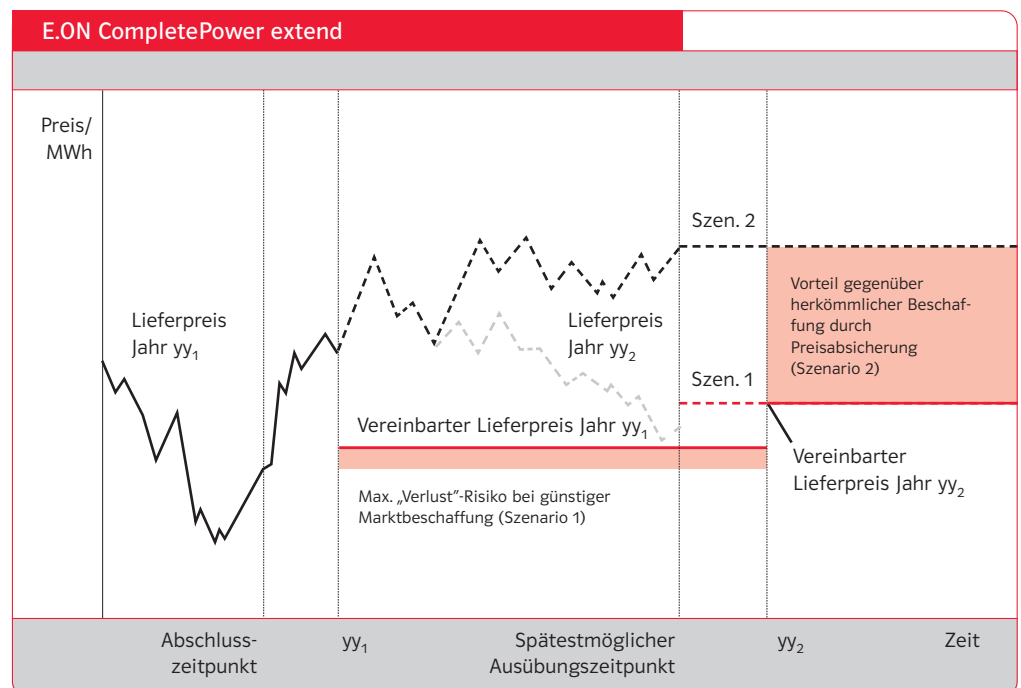 E.ON CompletePower extend
Preis/
MWh
Szen. 2
Vorteil gegenüber
herkömmlicher Beschaf-
fung durch
Preisabsicherung
(Szenario 2)
Lieferpreis
Jahr yy₁
Lieferpreis
Jahr yy₂
Szen. 1
Vereinbarter Lieferpreis Jahr yy₁
Vereinbarter
Lieferpreis Jahr yy₂
Max. „Verlust”-Risiko bei günstiger
Marktbeschaffung (Szenario 1)
Abschluss-
zeitpunkt
yy₁
Spätestmöglicher
Ausübungszeitpunkt
yy₂
Zeit